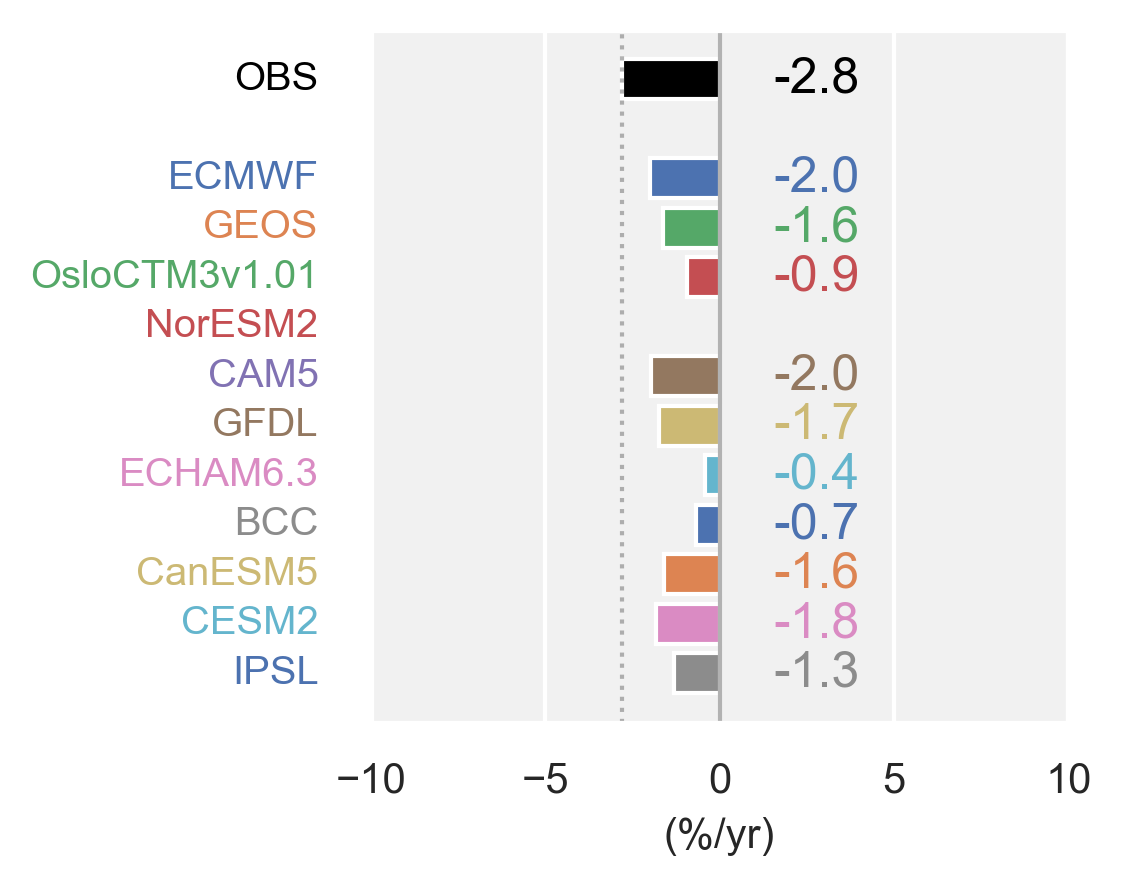 OBS -2.8
ECMWF -2.0
GEOS -1.6
OsloCTM3v1.01 -0.9
NorESM2
CAM5 -2.0
GFDL -1.7
ECHAM6.3 -0.4
BCC -0.7
CanESM5 -1.6
CESM2 -1.8
IPSL -1.3
−10 −5 0 5 10
(%/yr)